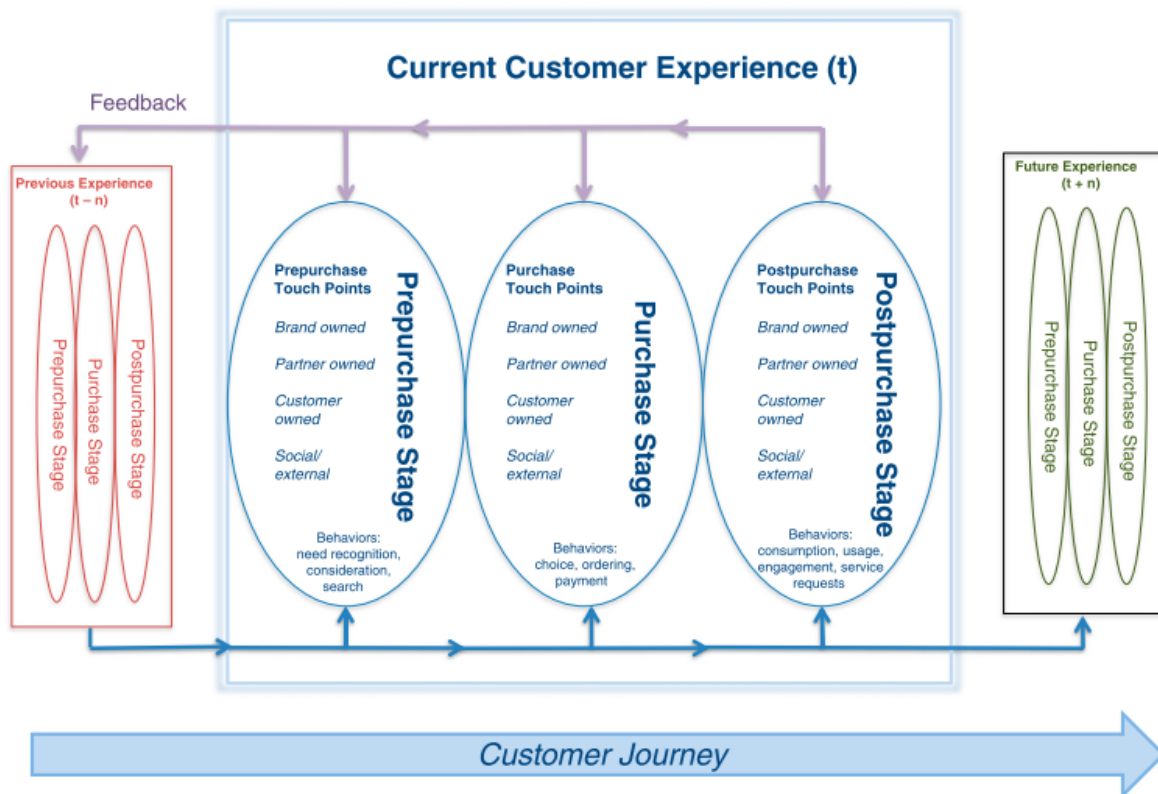 Current Customer Experience (t)
Feedback
Previous Experience
(t – n)
Prepurchase Stage
Purchase Stage
Postpurchase Stage
Prepurchase
Touch Points
Brand owned
Partner owned
Customer
owned
Social/
external
Prepurchase Stage
Behaviors:
need recognition,
consideration,
search
Purchase
Touch Points
Brand owned
Partner owned
Customer
owned
Social/
external
Purchase Stage
Behaviors:
choice, ordering,
payment
Postpurchase
Touch Points
Brand owned
Partner owned
Customer
owned
Social/
external
Postpurchase Stage
Behaviors:
consumption, usage,
engagement, service
requests
Future Experience
(t + n)
Prepurchase Stage
Purchase Stage
Postpurchase Stage
Customer Journey